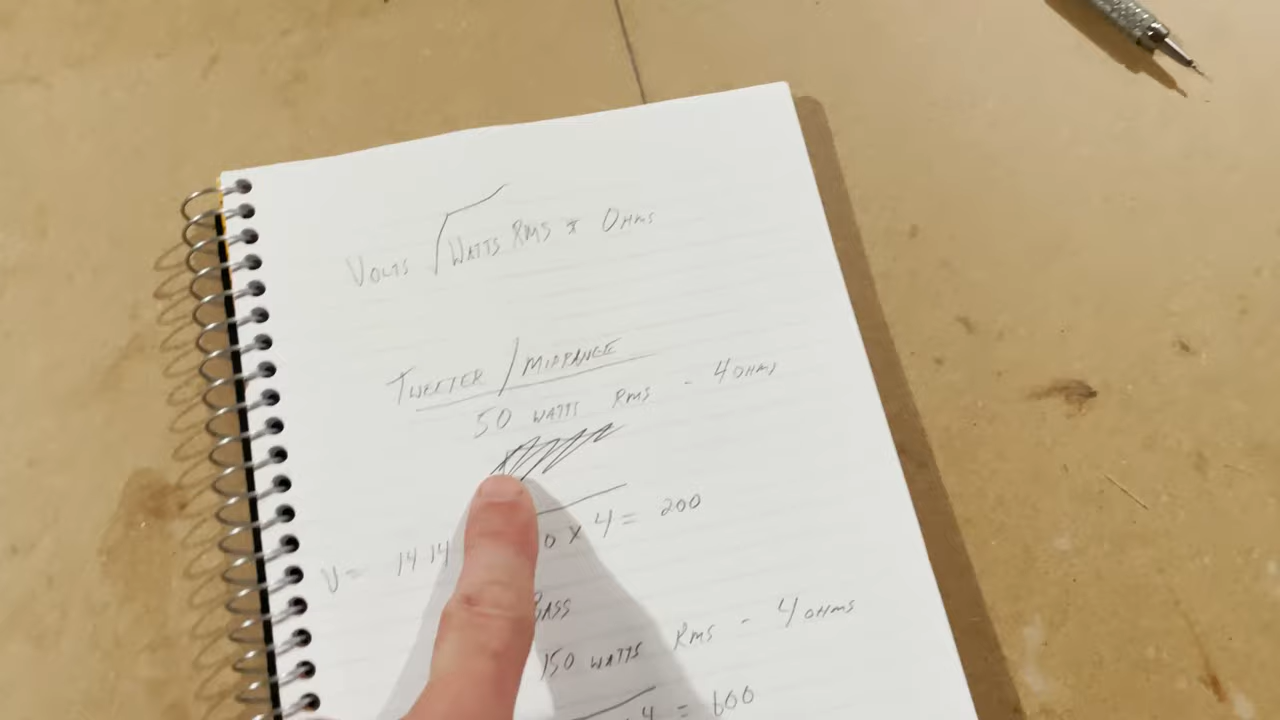 VOLTS √WATTS RMS * OHMS
TWEETER / MIDRANGE
50 WATTS RMS - 4 OHMS
V = 14 14 0 x 4 = 200
BASS
150 WATTS RMS - 4 OHMS
4 = 600